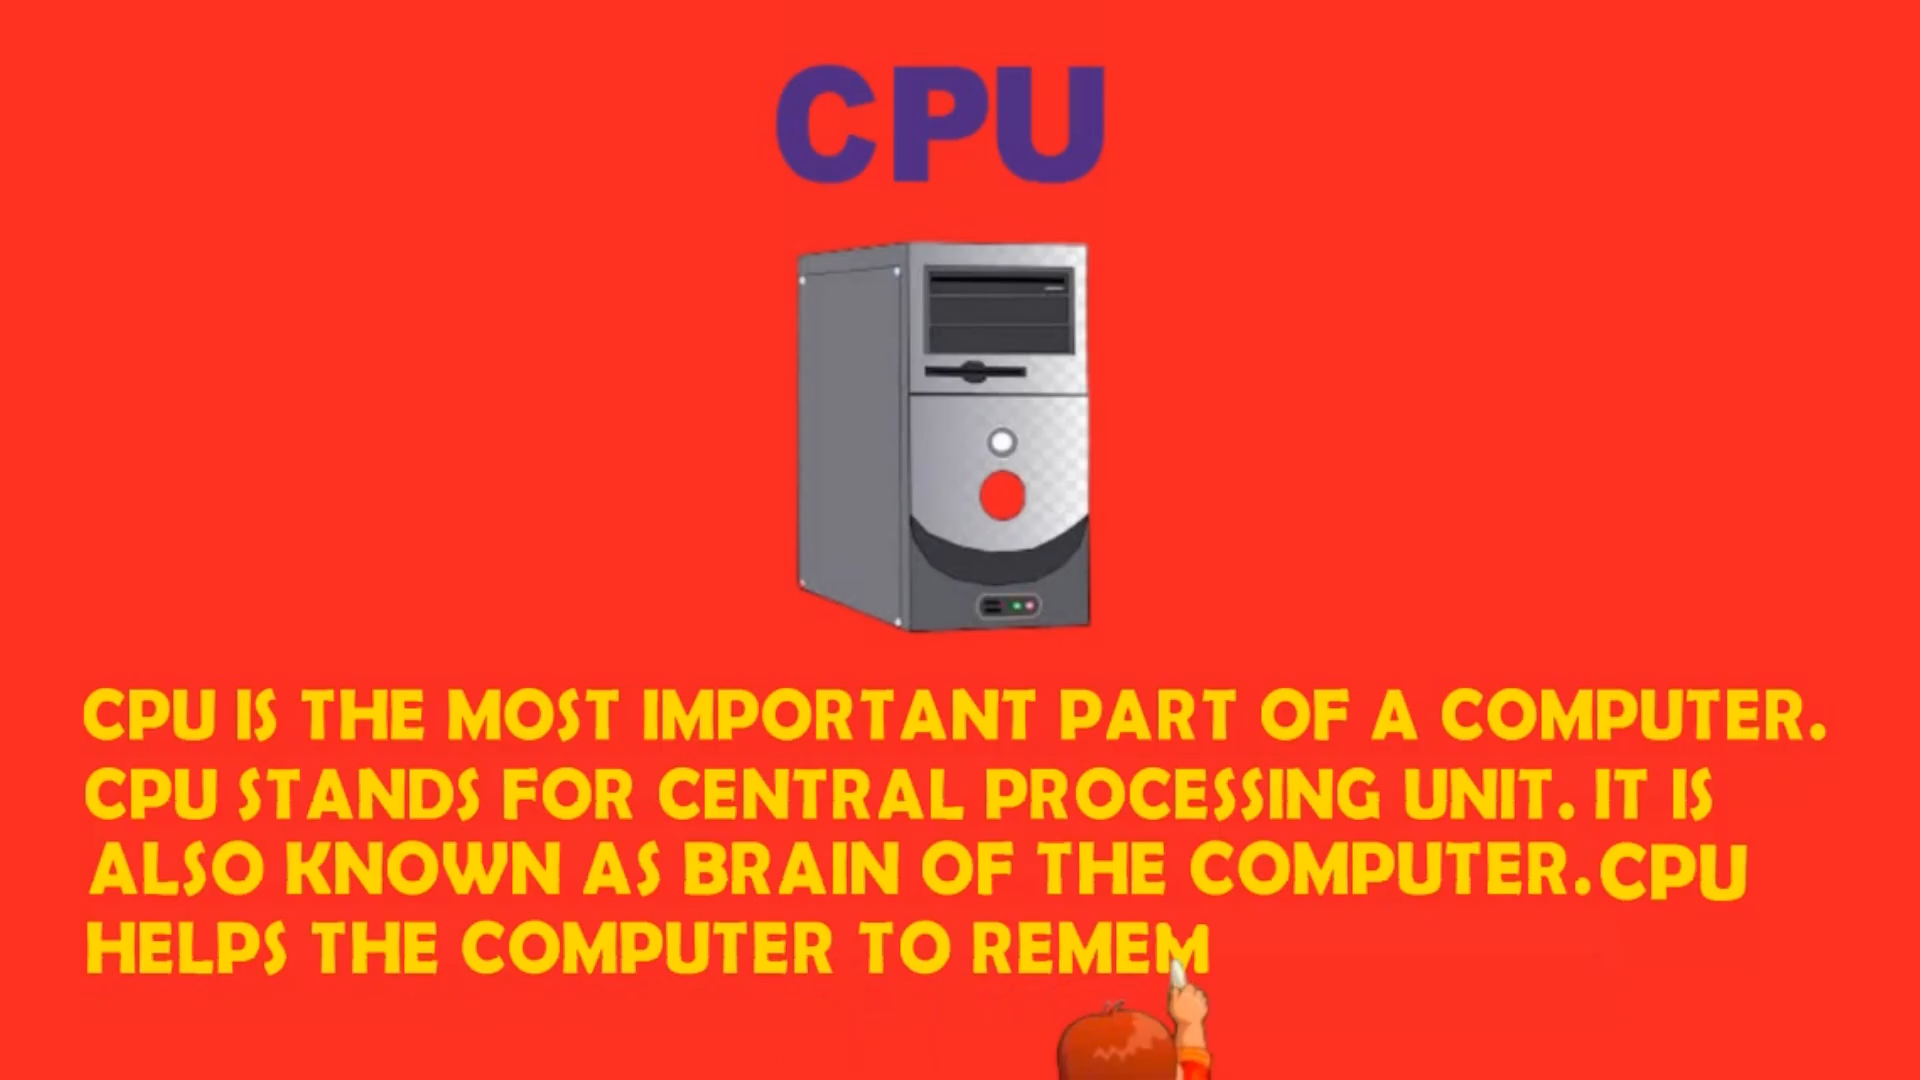 CPU
CPU IS THE MOST IMPORTANT PART OF A COMPUTER.
CPU STANDS FOR CENTRAL PROCESSING UNIT. IT IS
ALSO KNOWN AS BRAIN OF THE COMPUTER.CPU
HELPS THE COMPUTER TO REMEM